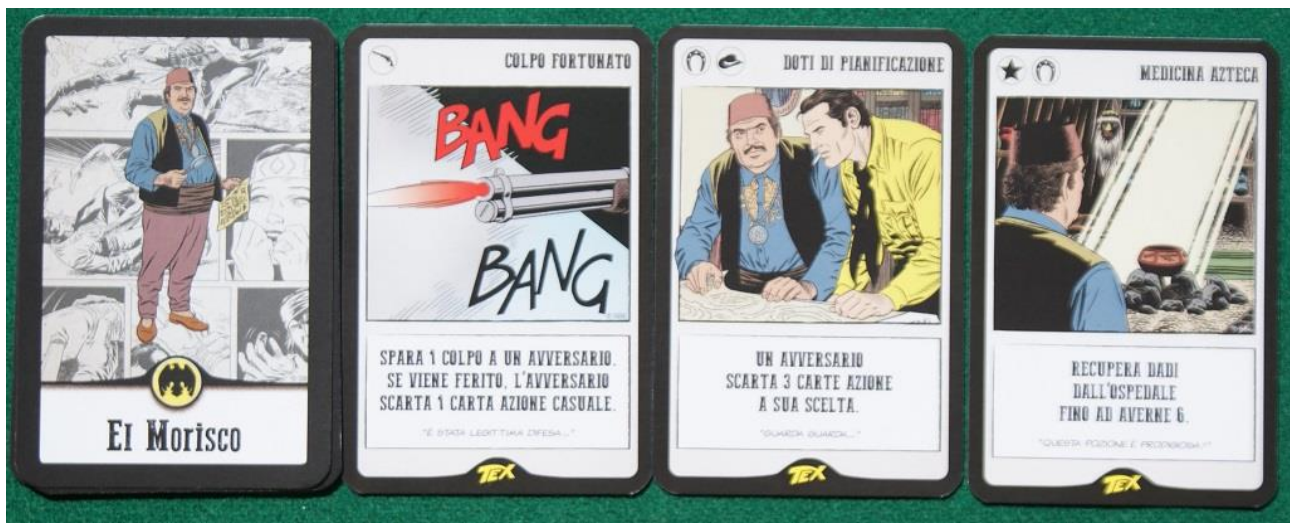 El Morisco
COLPO FORTUNATO
BANG
BANG
SPARA 1 COLPO A UN AVVERSARIO.
SE VIENE FERITO, L'AVVERSARIO
SCARTA 1 CARTA AZIONE CASUALE.
"È STATA LEGITTIMA DIFESA..."
TEX
DOTI DI PIANIFICAZIONE
UN AVVERSARIO
SCARTA 3 CARTE AZIONE
A SUA SCELTA.
"GUARDA GUARDA..."
TEX
MEDICINA AZTECA
RECUPERA DADI
DALL'OSPEDALE
FINO AD AVERNE 6.
"QUESTA POZIONE È PRODIGIOSA!"
TEX